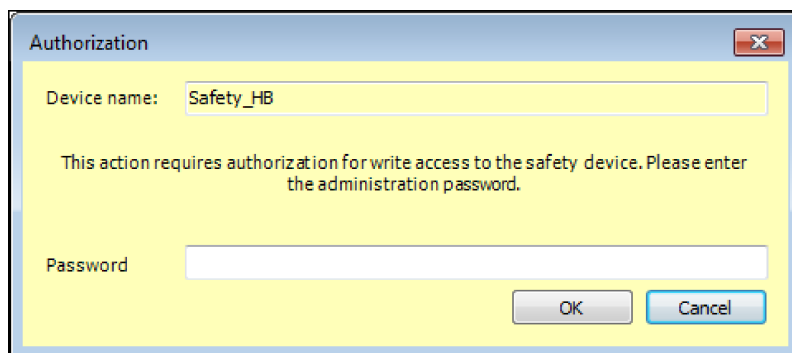 Authorization
Device name: Safety_HB
This action requires authorization for write access to the safety device. Please enter
the administration password.
Password
OK Cancel